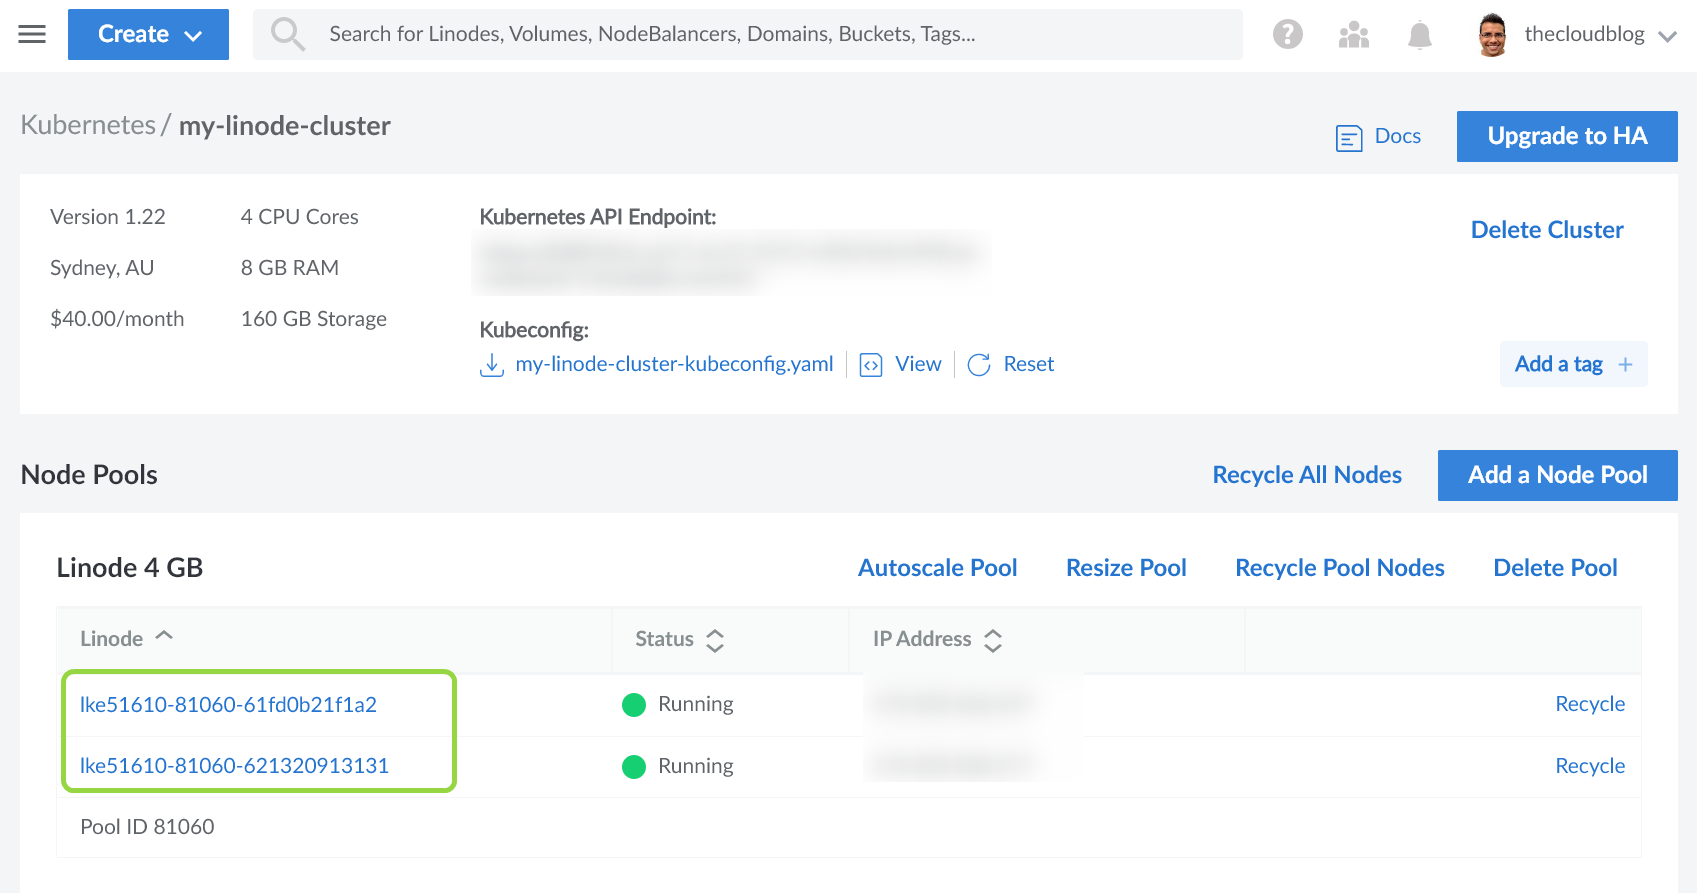 Create
Search for Linodes, Volumes, NodeBalancers, Domains, Buckets, Tags...
?
thecloudblog
Kubernetes / my-linode-cluster
Docs
Upgrade to HA
Version 1.22
4 CPU Cores
Kubernetes API Endpoint:
Delete Cluster
Sydney, AU
8 GB RAM
$40.00/month
160 GB Storage
Kubeconfig:
my-linode-cluster-kubeconfig.yaml
View
Reset
Add a tag +
Node Pools
Recycle All Nodes
Add a Node Pool
Linode 4 GB
Autoscale Pool
Resize Pool
Recycle Pool Nodes
Delete Pool
Linode
Status
IP Address
lke51610-81060-61fd0b21f1a2
Running
Recycle
lke51610-81060-621320913131
Running
Recycle
Pool ID 81060